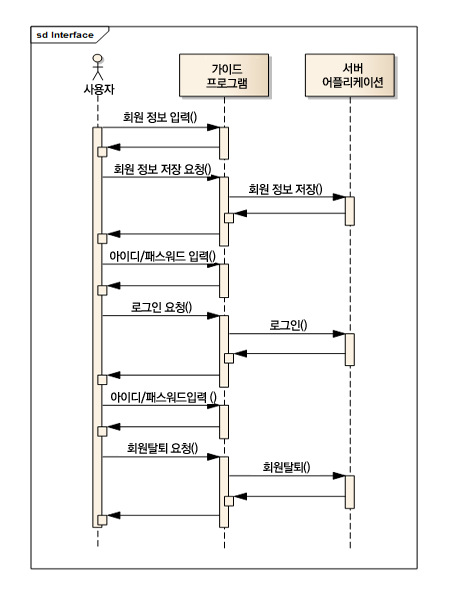 sd Interface
사용자
가이드
프로그램
서버
어플리케이션
회원 정보 입력()
회원 정보 저장 요청()
회원 정보 저장()
아이디/패스워드 입력()
로그인 요청()
로그인()
아이디/패스워드입력 ()
회원탈퇴 요청()
회원탈퇴()